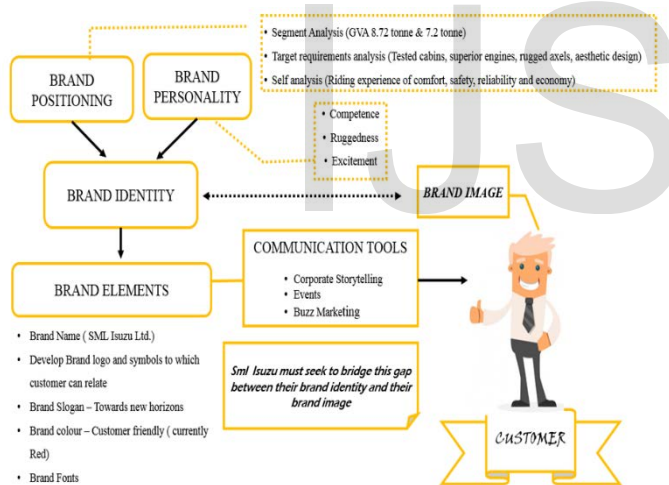 • Segment Analysis (GVA 8.72 tonne & 7.2 tonne)
• Target requirements analysis (Tested cabins, superior engines, rugged axels, aesthetic design)
• Self analysis (Riding experience of comfort, safety, reliability and economy)
BRAND
POSITIONING
BRAND
PERSONALITY
• Competence
• Ruggedness
• Excitement
IJS
BRAND IDENTITY
BRAND IMAGE
BRAND ELEMENTS
COMMUNICATION TOOLS
• Corporate Storytelling
• Events
• Buzz Marketing
• Brand Name ( SML Isuzu Ltd.)
• Develop Brand logo and symbols to which
customer can relate
• Brand Slogan – Towards new horizons
• Brand colour – Customer friendly ( currently
Red)
• Brand Fonts
Sml Isuzu must seek to bridge this gap
between their brand identity and their
brand image
CUSTOMER